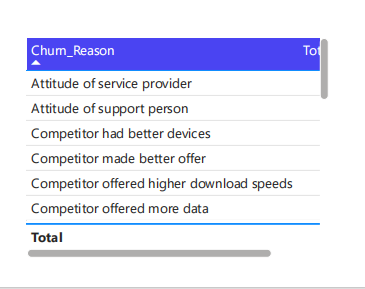 Churn_Reason Tot
Attitude of service provider
Attitude of support person
Competitor had better devices
Competitor made better offer
Competitor offered higher download speeds
Competitor offered more data
Total